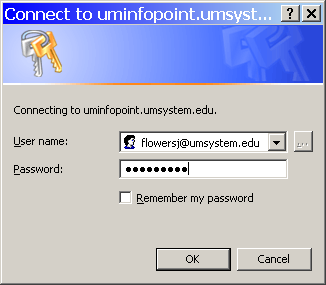 Connect to uminfopoint.umsyst...
Connecting to uminfopoint.umsystem.edu.
User name:
flowersj@umsystem.edu
...
Password:
●●●●●●●●●
Remember my password
OK
Cancel